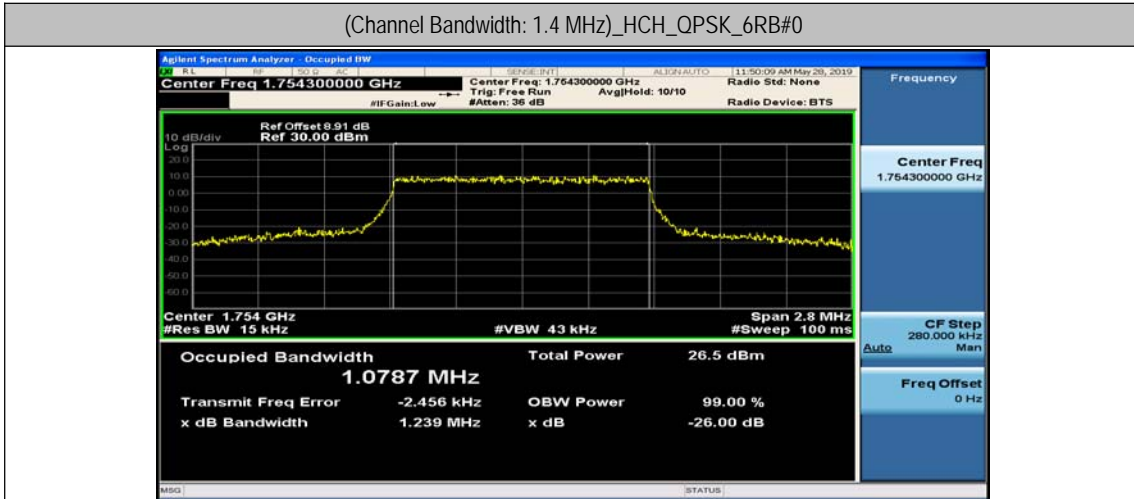 (Channel Bandwidth: 1.4 MHz)_HCH_QPSK_6RB#0
Agilent Spectrum Analyzer - Occupied BW
RL RF 50 Ω AC SENSE:INT ALIGN AUTO 11:50:09 AM May 28, 2019
Center Freq 1.754300000 GHz
Center Freq: 1.754300000 GHz
Radio Std: None
Trig: Free Run Avg|Hold: 10/10
#IFGain:Low #Atten: 36 dB Radio Device: BTS
Ref Offset 8.91 dB
10 dB/div Ref 30.00 dBm
Log
20.0
10.0
0.00
-10.0
-20.0
-30.0
-40.0
-50.0
-60.0
Center 1.754 GHz Span 2.8 MHz
#Res BW 15 kHz #VBW 43 kHz #Sweep 100 ms
Occupied Bandwidth Total Power 26.5 dBm
1.0787 MHz
Transmit Freq Error -2.456 kHz OBW Power 99.00 %
x dB Bandwidth 1.239 MHz x dB -26.00 dB
MSG STATUS
Frequency
Center Freq
1.754300000 GHz
CF Step
280.000 kHz
Auto Man
Freq Offset
0 Hz